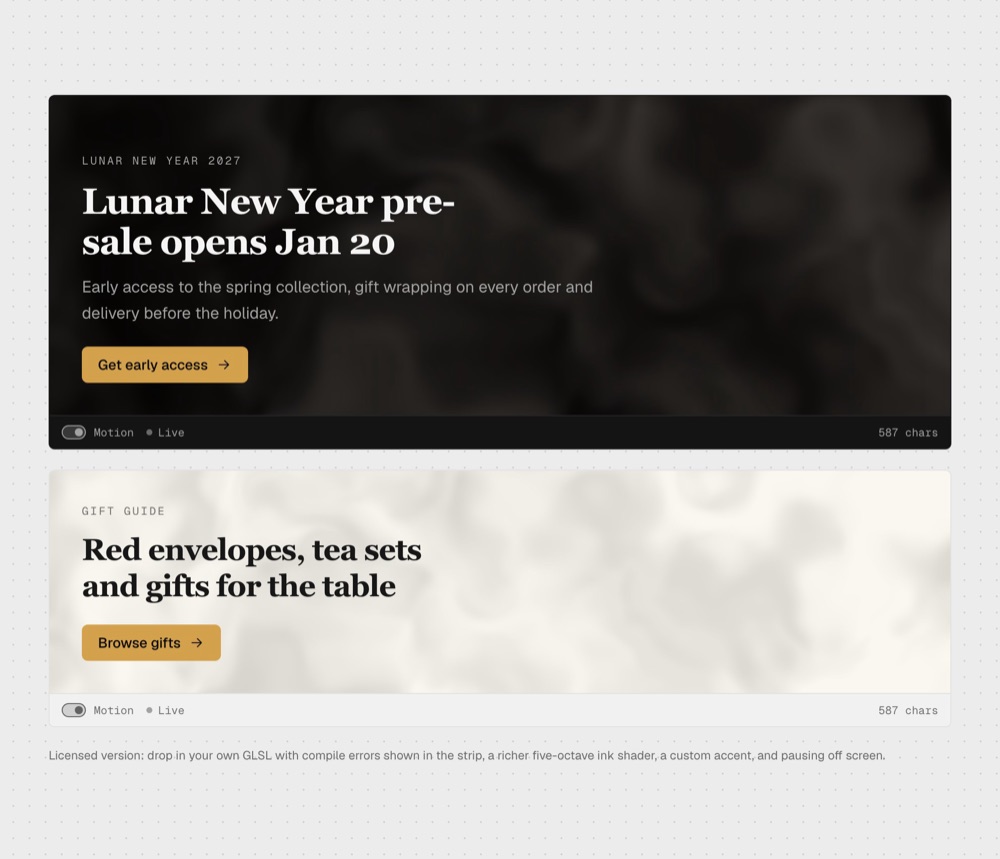 LUNAR NEW YEAR 2027
Lunar New Year pre-
sale opens Jan 20
Early access to the spring collection, gift wrapping on every order and
delivery before the holiday.
Get early access →
Motion • Live 587 chars
GIFT GUIDE
Red envelopes, tea sets
and gifts for the table
Browse gifts →
Motion • Live 587 chars
Licensed version: drop in your own GLSL with compile errors shown in the strip, a richer five-octave ink shader, a custom accent, and pausing off screen.